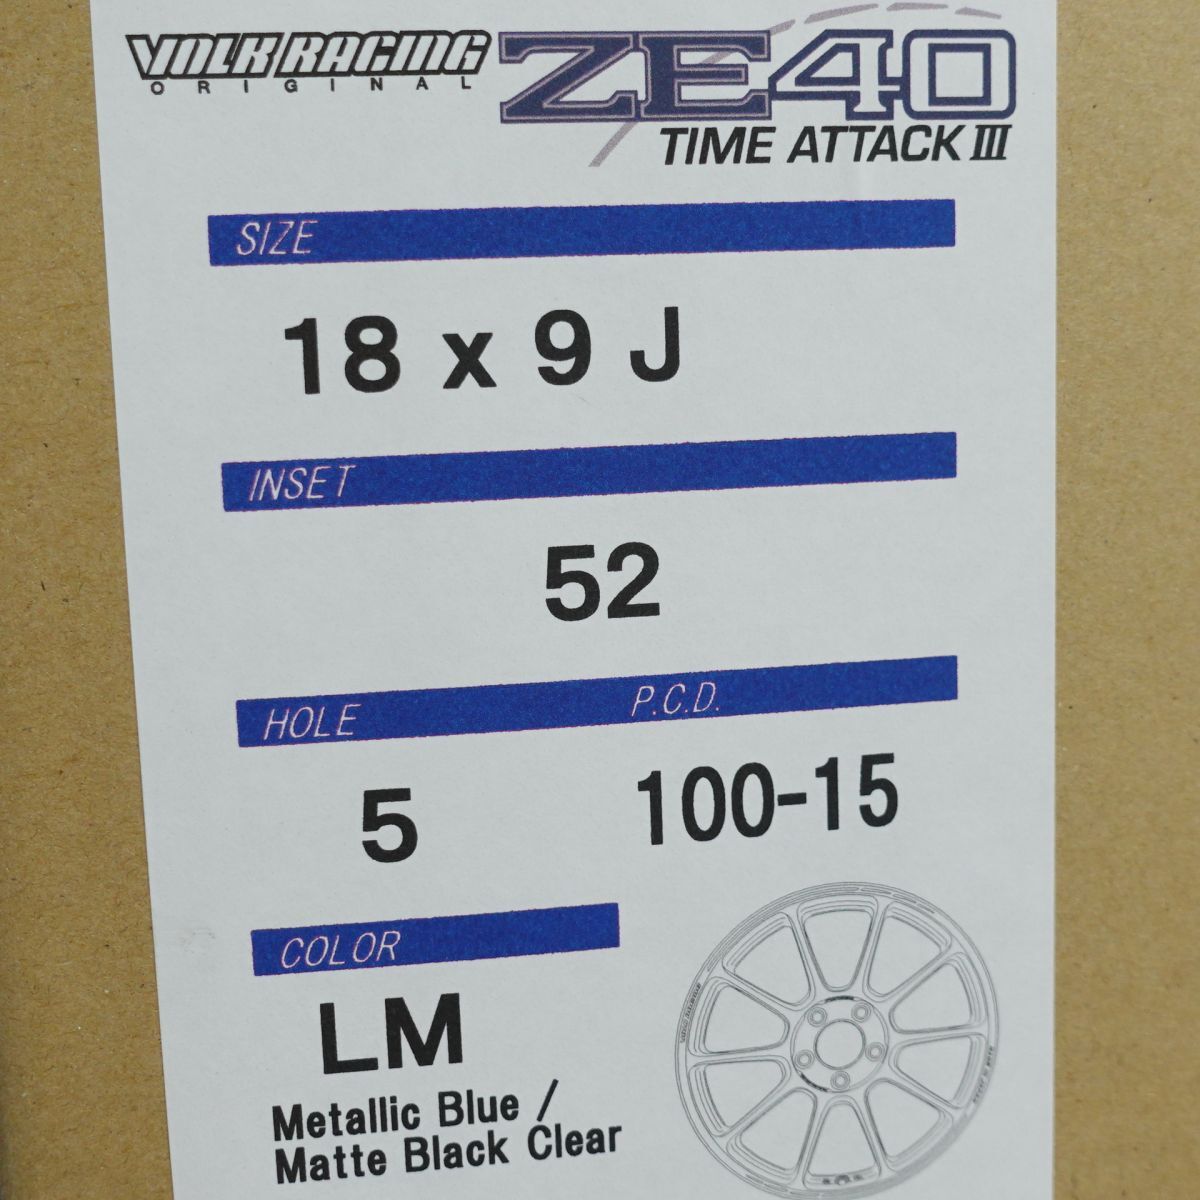 VOLK RACING
ORIGINAL
ZE40
TIME ATTACK III
SIZE
18 x 9 J
INSET
52
HOLE
P.C.D.
5
100-15
COLOR
LM
Metallic Blue /
Matte Black Clear